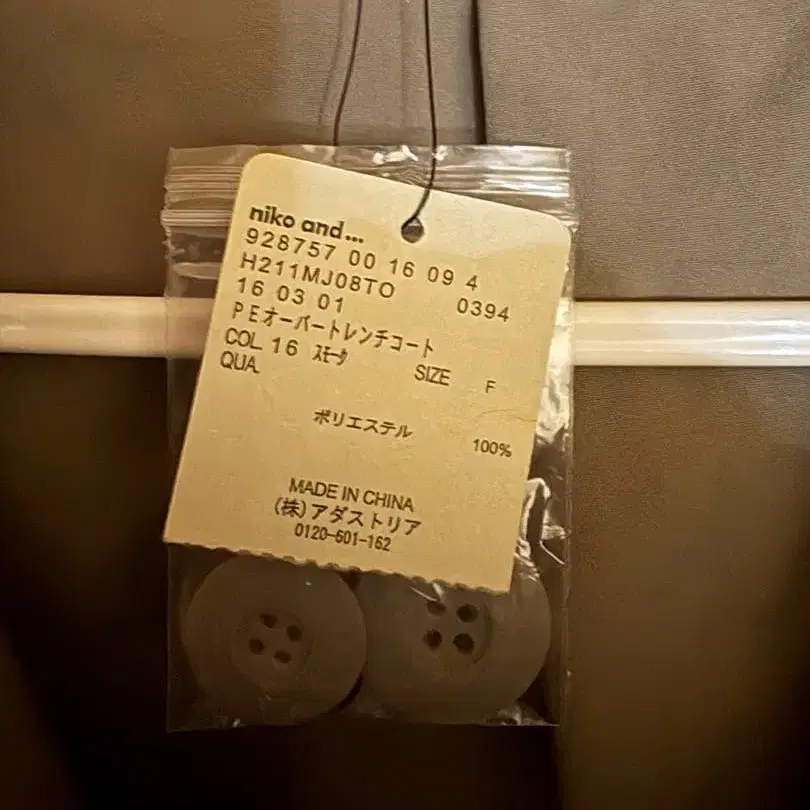 niko and...
928757 00 16 09 4
H211MJ08TO 0394
16 03 01
PEオーバートレンチコート
COL 16 スモーク SIZE F
QUA.
ポリエステル 100%
MADE IN CHINA
(株)アダストリア
0120-601-162